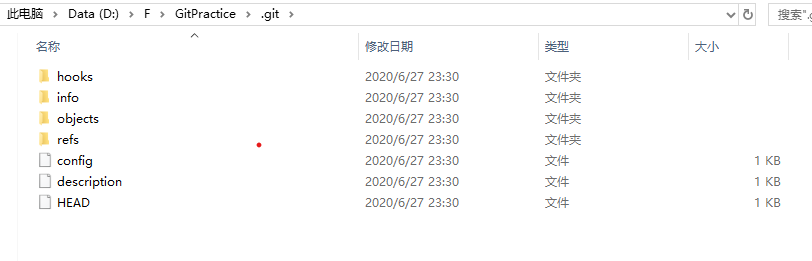 此电脑 > Data (D:) > F > GitPractice > .git > 搜索".g
名称 修改日期 类型 大小
hooks 2020/6/27 23:30 文件夹
info 2020/6/27 23:30 文件夹
objects 2020/6/27 23:30 文件夹
refs 2020/6/27 23:30 文件夹
config 2020/6/27 23:30 文件 1 KB
description 2020/6/27 23:30 文件 1 KB
HEAD 2020/6/27 23:30 文件 1 KB